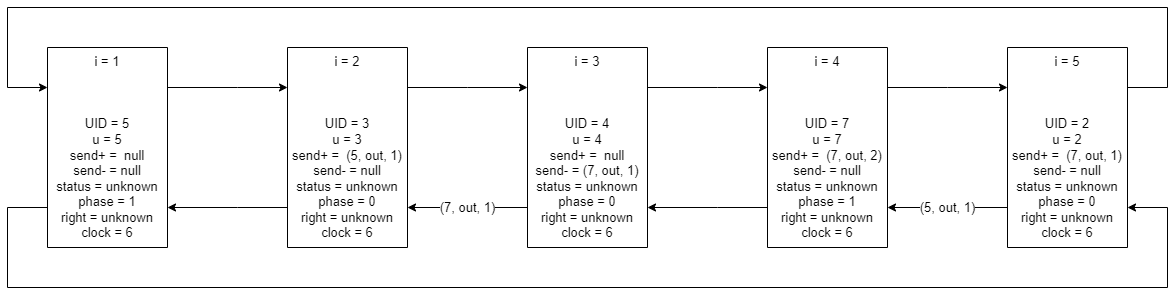 i = 1
UID = 5
u = 5
send+ = null
send- = null
status = unknown
phase = 1
right = unknown
clock = 6
i = 2
UID = 3
u = 3
send+ = (5, out, 1)
send- = null
status = unknown
phase = 0
right = unknown
clock = 6
(7, out, 1)
i = 3
UID = 4
u = 4
send+ = null
send- = (7, out, 1)
status = unknown
phase = 0
right = unknown
clock = 6
i = 4
UID = 7
u = 7
send+ = (7, out, 2)
send- = null
status = unknown
phase = 1
right = unknown
clock = 6
(5, out, 1)
i = 5
UID = 2
u = 2
send+ = (7, out, 1)
send- = null
status = unknown
phase = 0
right = unknown
clock = 6